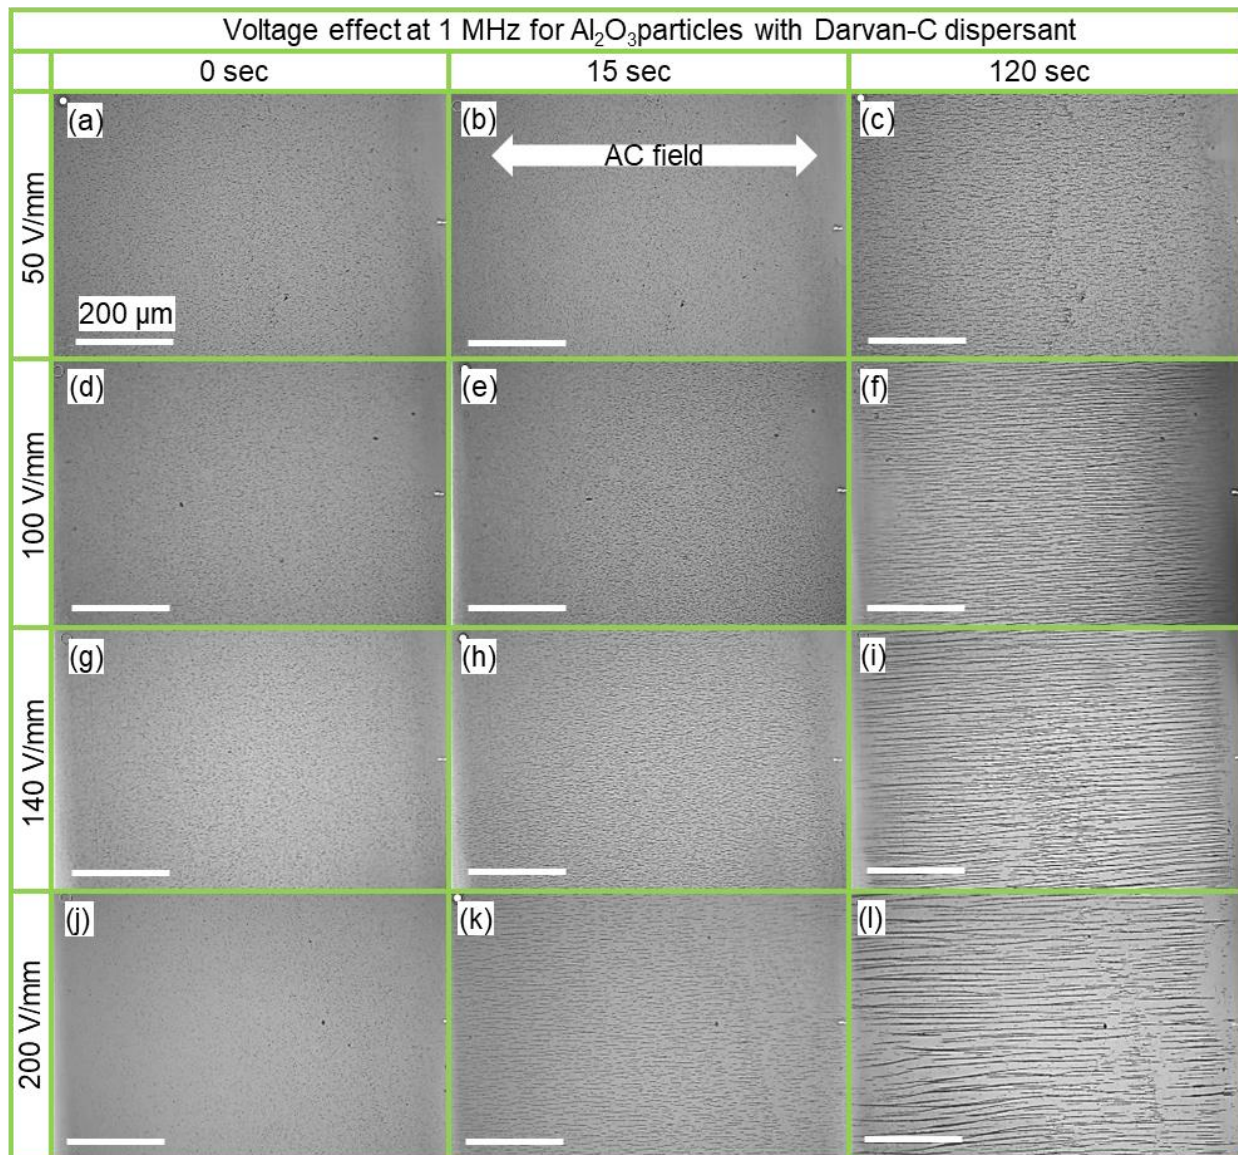 Voltage effect at 1 MHz for Al₂O₃particles with Darvan-C dispersant
0 sec
15 sec
120 sec
50 V/mm
(a)
200 µm
(b)
AC field
(c)
100 V/mm
(d)
(e)
(f)
140 V/mm
(g)
(h)
(i)
200 V/mm
(j)
(k)
(l)